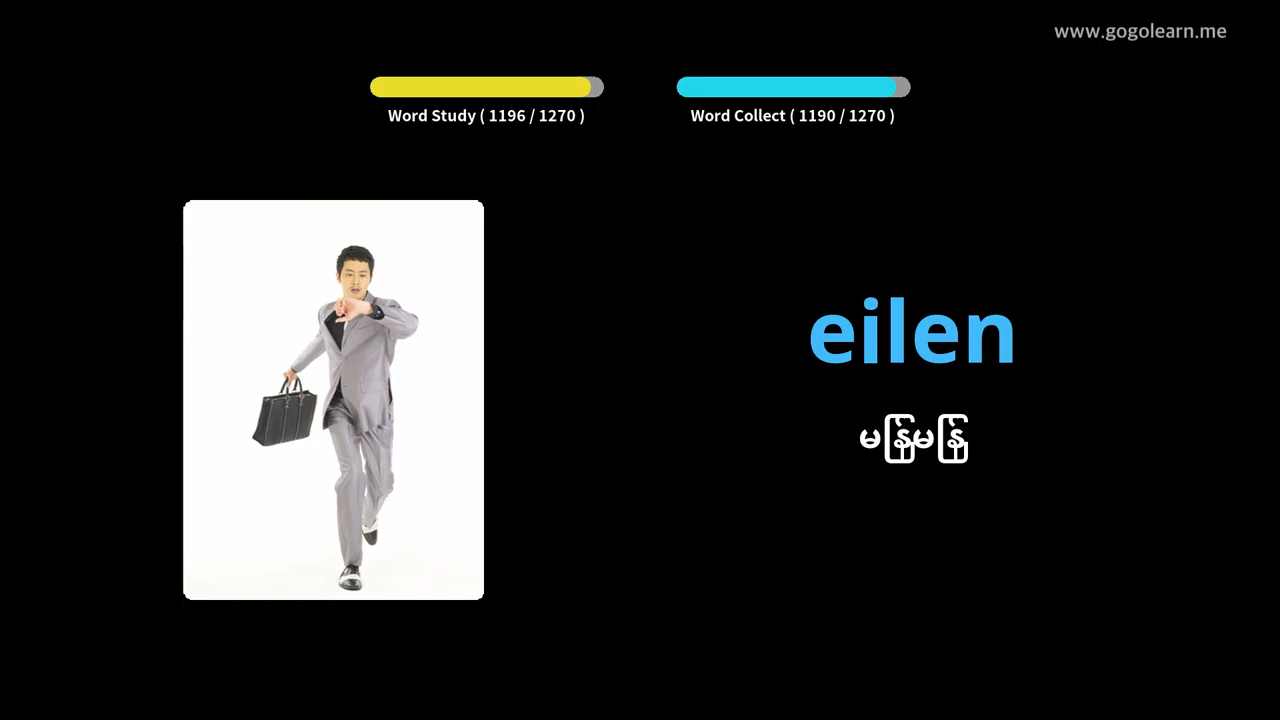 www.gogolearn.me
Word Study ( 1196 / 1270 )
Word Collect ( 1190 / 1270 )
eilen
မနြ်မနြ်